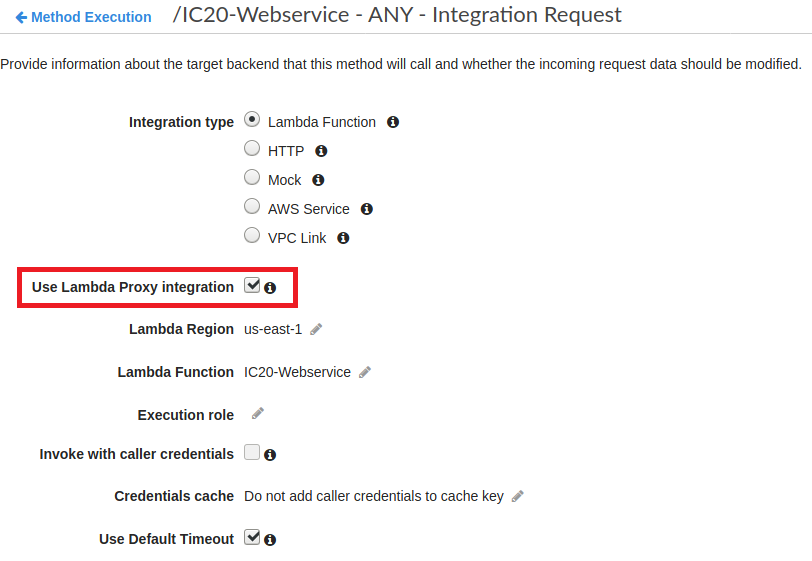 Method Execution /IC20-Webservice - ANY - Integration Request
Provide information about the target backend that this method will call and whether the incoming request data should be modified.
Integration type Lambda Function
HTTP
Mock
AWS Service
VPC Link
Use Lambda Proxy integration
Lambda Region us-east-1
Lambda Function IC20-Webservice
Execution role
Invoke with caller credentials
Credentials cache Do not add caller credentials to cache key
Use Default Timeout